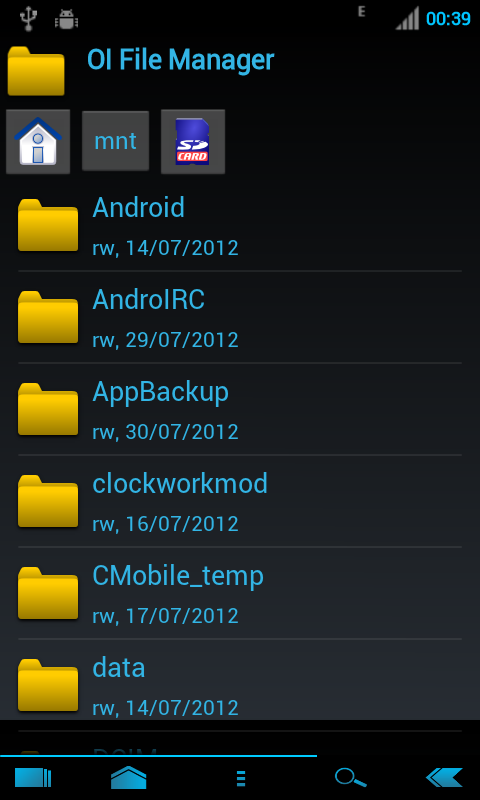 E
00:39
OI File Manager
mnt
SD
CARD
Android
rw, 14/07/2012
AndroIRC
rw, 29/07/2012
AppBackup
rw, 30/07/2012
clockworkmod
rw, 16/07/2012
CMobile_temp
rw, 17/07/2012
data
rw, 14/07/2012